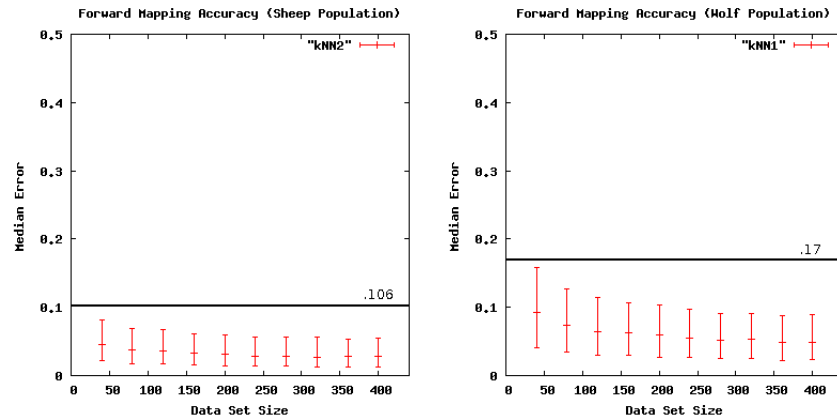 Forward Mapping Accuracy (Sheep Population)
0.5
"kNN2"
0.4
0.3
0.2
0.1
0
Median Error
.106
0 50 100 150 200 250 300 350 400
Data Set Size
Forward Mapping Accuracy (Wolf Population)
0.5
"kNN1"
0.4
0.3
0.2
0.1
0
Median Error
.17
0 50 100 150 200 250 300 350 400
Data Set Size